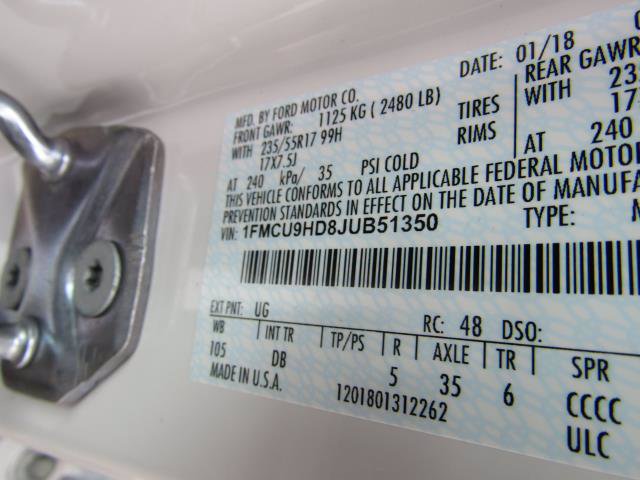 MFD. BY FORD MOTOR CO.
DATE: 01/18
FRONT GAWR: 1125 KG ( 2480 LB)
REAR GAWR
WITH 235/55R17 99H TIRES
WITH
17X7.5J RIMS
AT 240 kPa/ 35 PSI COLD
AT 240
THIS VEHICLE CONFORMS TO ALL APPLICABLE FEDERAL MOTOR
PREVENTION STANDARDS IN EFFECT ON THE DATE OF MANUFA
VIN: 1FMCU9HD8JUB51350
TYPE:
EXT PNT: UG RC: 48 DSO:
WB INT TR TP/PS R AXLE TR SPR
105 DB 5 35 6 CCCC
MADE IN U.S.A. 1201801312262 ULC